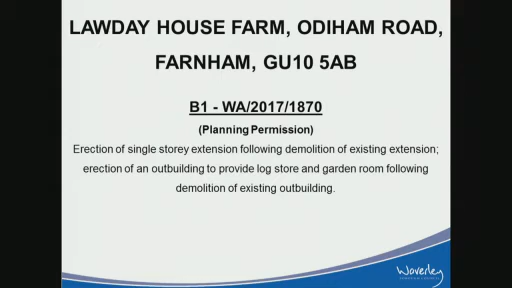 LAWDAY HOUSE FARM, ODIHAM ROAD,
FARNHAM, GU10 5AB
B1 - WA/2017/1870
(Planning Permission)
Erection of single storey extension following demolition of existing extension;
erection of an outbuilding to provide log store and garden room following
demolition of existing outbuilding.
Waverley
BOROUGH COUNCIL